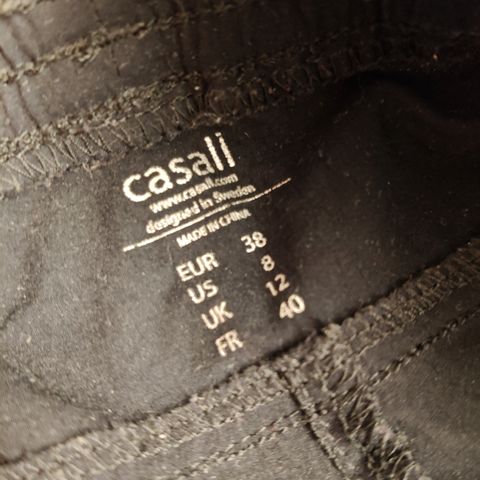 casall
www.casall.com
designed in Sweden
MADE IN CHINA
EUR 38
US 8
UK 12
FR 40